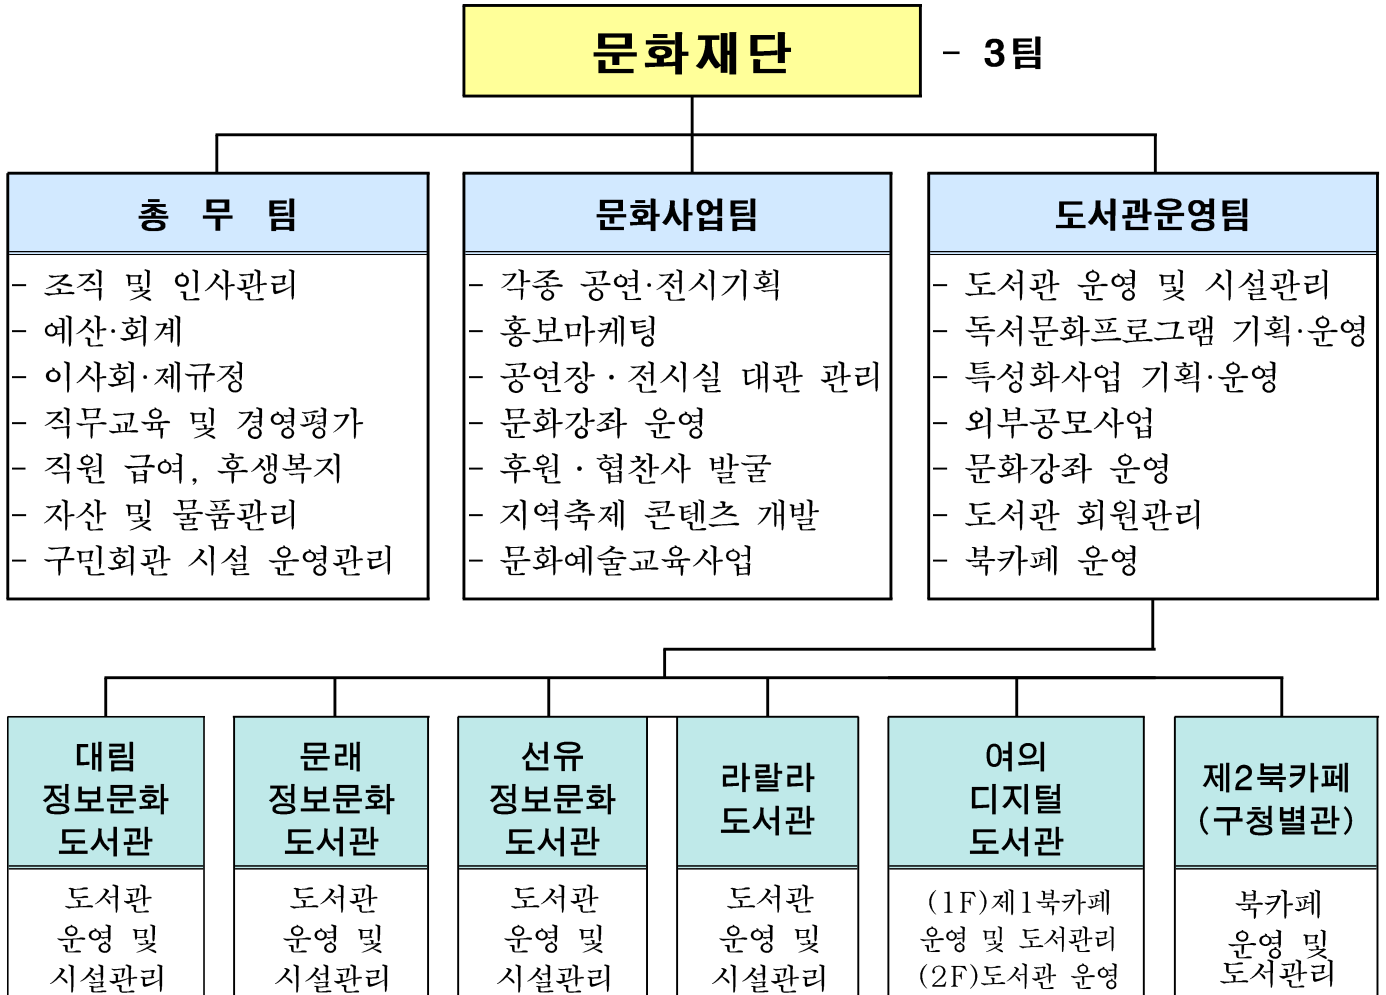 문화재단
- 3팀
총 무 팀
- 조직 및 인사관리
- 예산·회계
- 이사회·제규정
- 직무교육 및 경영평가
- 직원 급여, 후생복지
- 자산 및 물품관리
- 구민회관 시설 운영관리
문화사업팀
- 각종 공연·전시기획
- 홍보마케팅
- 공연장·전시실 대관 관리
- 문화강좌 운영
- 후원·협찬사 발굴
- 지역축제 콘텐츠 개발
- 문화예술교육사업
도서관운영팀
- 도서관 운영 및 시설관리
- 독서문화프로그램 기획·운영
- 특성화사업 기획·운영
- 외부공모사업
- 문화강좌 운영
- 도서관 회원관리
- 북카페 운영
대림
정보문화
도서관
도서관
운영 및
시설관리
문래
정보문화
도서관
도서관
운영 및
시설관리
선유
정보문화
도서관
도서관
운영 및
시설관리
라랄라
도서관
도서관
운영 및
시설관리
여의
디지털
도서관
(1F)제1북카페
운영 및 도서관리
(2F)도서관 운영
제2북카페
(구청별관)
북카페
운영 및
도서관리